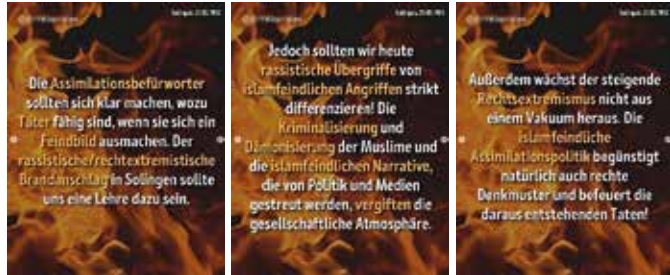 Die Assimilationsbefürworter
sollten sich klar machen, wozu
Täter fähig sind, wenn sie sich ein
Feindbild ausmachen. Der
rassistische/rechtextremistische
Brandanschlag in Solingen sollte
uns eine Lehre dazu sein.
Jedoch sollten wir heute
rassistische Übergriffe von
islamfeindlichen Angriffen strikt
differenzieren! Die
Kriminalisierung und
Dämonisierung der Muslime und
die islamfeindlichen Narrative,
die von Politik und Medien
gestreut werden, vergiften die
gesellschaftliche Atmosphäre.
Außerdem wächst der steigende
Rechtsextremismus nicht aus
einem Vakuum heraus. Die
islamfeindliche
Assimilationspolitik begünstigt
natürlich auch rechte
Denkmuster und befeuert die
daraus entstehenden Taten!